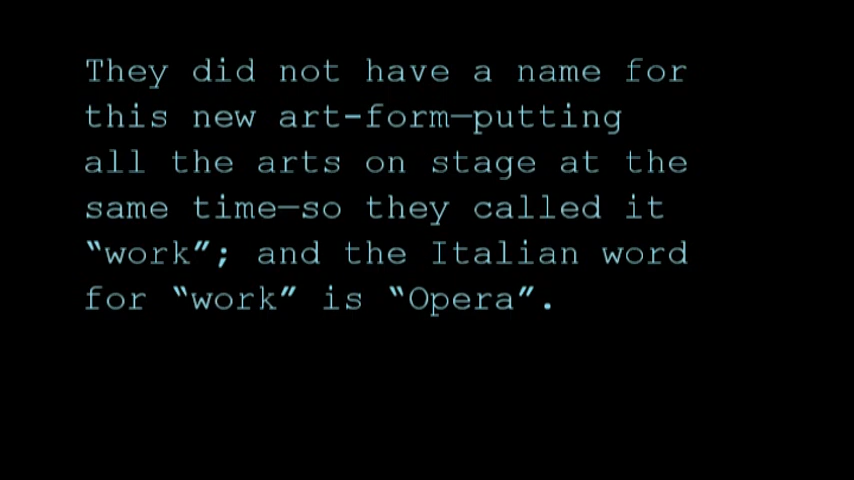 They did not have a name for
this new art-form—putting
all the arts on stage at the
same time—so they called it
“work”; and the Italian word
for “work” is “Opera”.